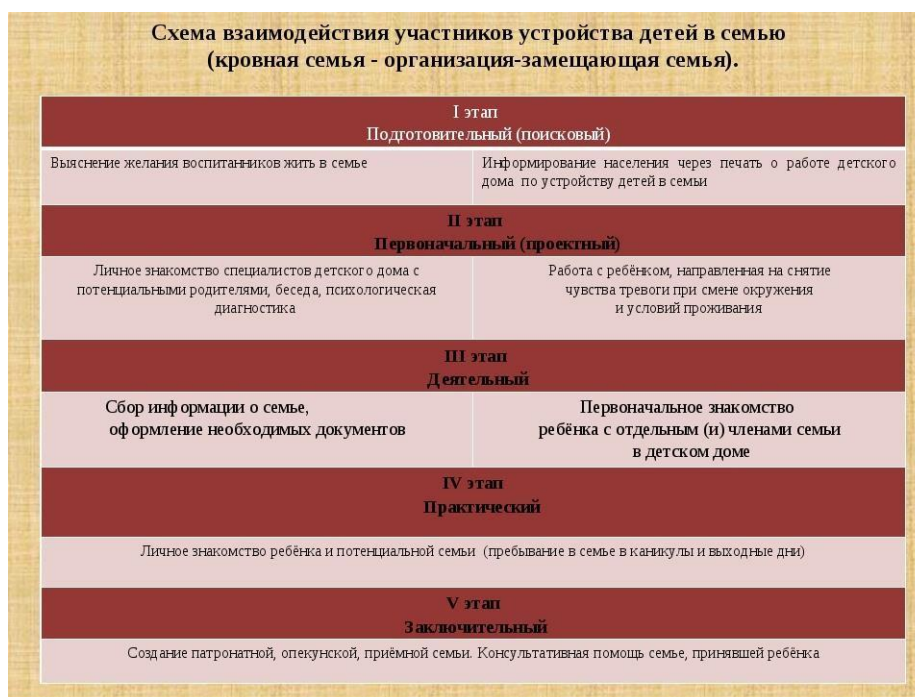 Схема взаимодействия участников устройства детей в семью
(кровная семья - организация-замещающая семья).
I этап
Подготовительный (поисковый)
Выяснение желания воспитанников жить в семье
Информирование населения через печать о работе детского
дома по устройству детей в семьи
II этап
Первоначальный (проектный)
Личное знакомство специалистов детского дома с
потенциальными родителями, беседа, психологическая
диагностика
Работа с ребёнком, направленная на снятие
чувства тревоги при смене окружения
и условий проживания
III этап
Деятельный
Сбор информации о семье,
оформление необходимых документов
Первоначальное знакомство
ребёнка с отдельным (и) членами семьи
в детском доме
IV этап
Практический
Личное знакомство ребёнка и потенциальной семьи (пребывание в семье в каникулы и выходные дни)
V этап
Заключительный
Создание патронатной, опекунской, приёмной семьи. Консультативная помощь семье, принявшей ребёнка